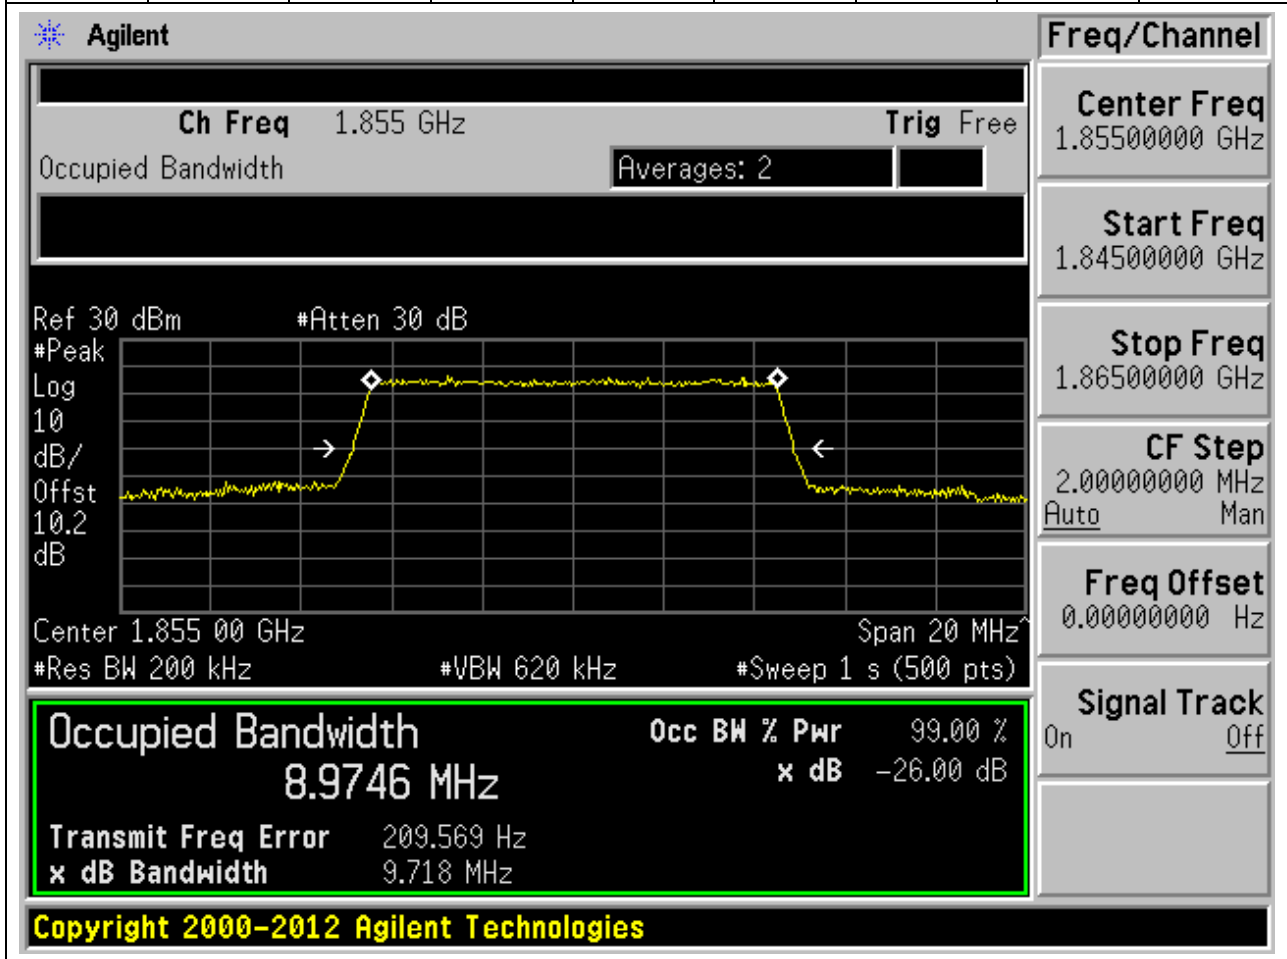 Agilent
Freq/Channel
Ch Freq 1.855 GHz Trig Free
Occupied Bandwidth Averages: 2
Center Freq
1.85500000 GHz
Start Freq
1.84500000 GHz
Stop Freq
1.86500000 GHz
CF Step
2.00000000 MHz
Auto Man
Freq Offset
0.00000000 Hz
Signal Track
On Off
Ref 30 dBm #Atten 30 dB
#Peak
Log
10
dB/
Offst
10.2
dB
Center 1.855 00 GHz Span 20 MHz^
#Res BW 200 kHz #VBW 620 kHz #Sweep 1 s (500 pts)
Occupied Bandwidth
8.9746 MHz
Occ BW % Pwr 99.00 %
x dB -26.00 dB
Transmit Freq Error 209.569 Hz
x dB Bandwidth 9.718 MHz
Copyright 2000-2012 Agilent Technologies